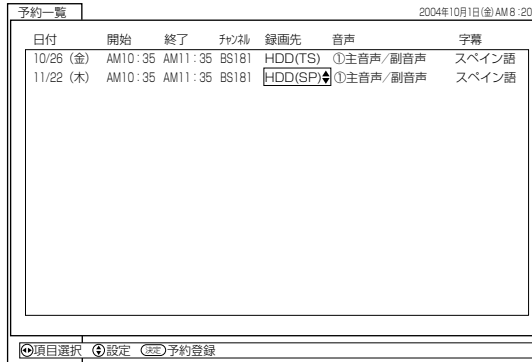 予約一覧 2004年10月1日(金)AM8:20
日付 開始 終了 チャンネル 録画先 音声 字幕
10/26 (金) AM10:35 AM11:35 BS181 HDD(TS) ①主音声/副音声 スペイン語
11/22 (木) AM10:35 AM11:35 BS181 HDD(SP) ①主音声/副音声 スペイン語
項目選択 設定 決定 予約登録